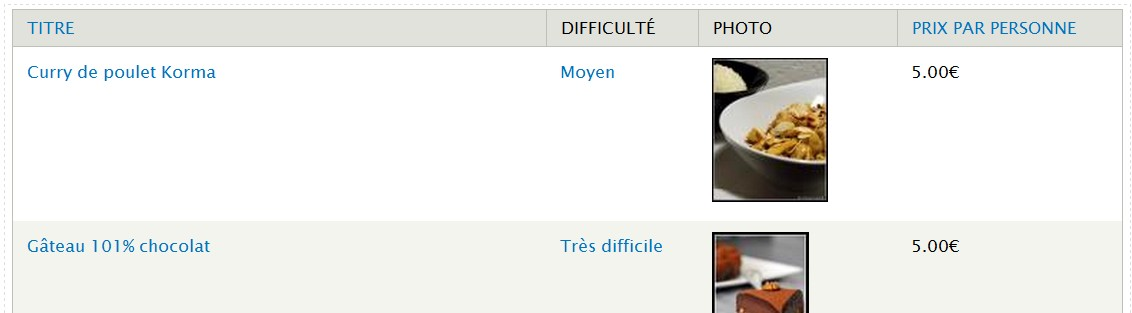 TITRE DIFFICULTÉ PHOTO PRIX PAR PERSONNE
Curry de poulet Korma Moyen 5.00€
Gâteau 101% chocolat Très difficile 5.00€